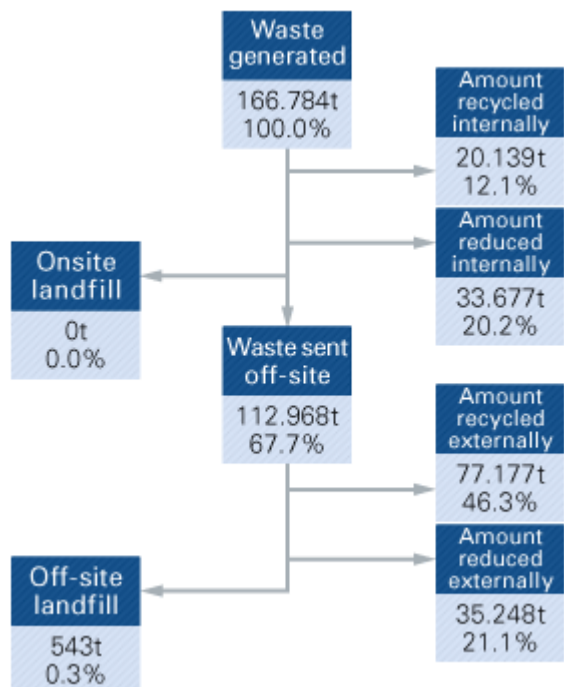 Waste
generated
166.784t
100.0%
Amount
recycled
internally
20.139t
12.1%
Amount
reduced
internally
33.677t
20.2%
Onsite
landfill
0t
0.0%
Waste sent
off-site
112.968t
67.7%
Amount
recycled
externally
77.177t
46.3%
Amount
reduced
externally
35.248t
21.1%
Off-site
landfill
543t
0.3%